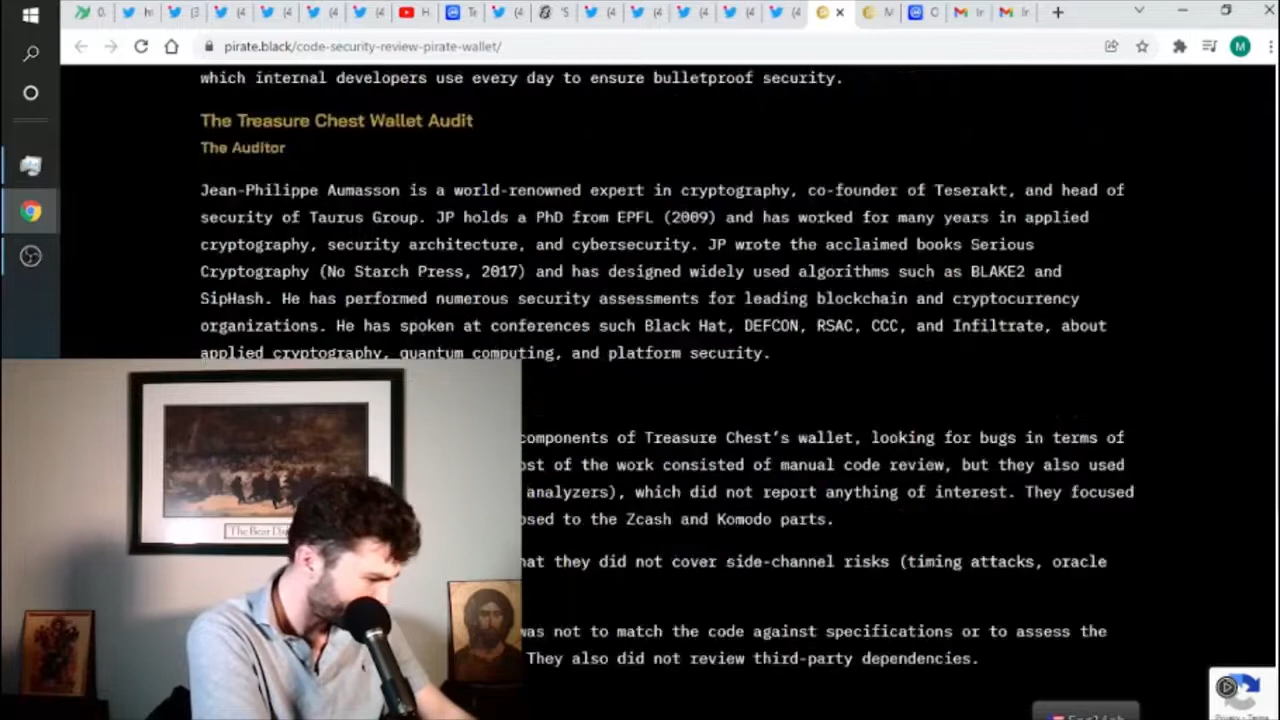 pirate.black/code-security-review-pirate-wallet/
M
which internal developers use every day to ensure bulletproof security.
The Treasure Chest Wallet Audit
The Auditor
Jean-Philippe Aumasson is a world-renowned expert in cryptography, co-founder of Teserakt, and head of
security of Taurus Group. JP holds a PhD from EPFL (2009) and has worked for many years in applied
cryptography, security architecture, and cybersecurity. JP wrote the acclaimed books Serious
Cryptography (No Starch Press, 2017) and has designed widely used algorithms such as BLAKE2 and
SipHash. He has performed numerous security assessments for leading blockchain and cryptocurrency
organizations. He has spoken at conferences such Black Hat, DEFCON, RSAC, CCC, and Infiltrate, about
applied cryptography, quantum computing, and platform security.
components of Treasure Chest's wallet, looking for bugs in terms of
ost of the work consisted of manual code review, but they also used
analyzers), which did not report anything of interest. They focused
osed to the Zcash and Komodo parts.
at they did not cover side-channel risks (timing attacks, oracle
was not to match the code against specifications or to assess the
They also did not review third-party dependencies.
The Bear
English